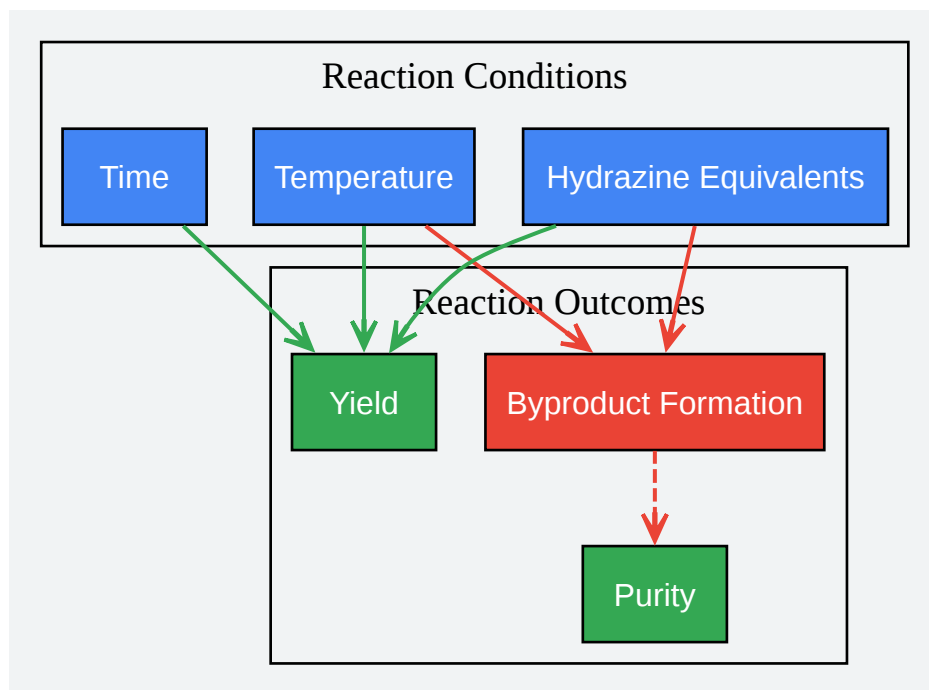 Reaction Conditions
Time
Temperature
Hydrazine Equivalents
Reaction Outcomes
Yield
Byproduct Formation
Purity